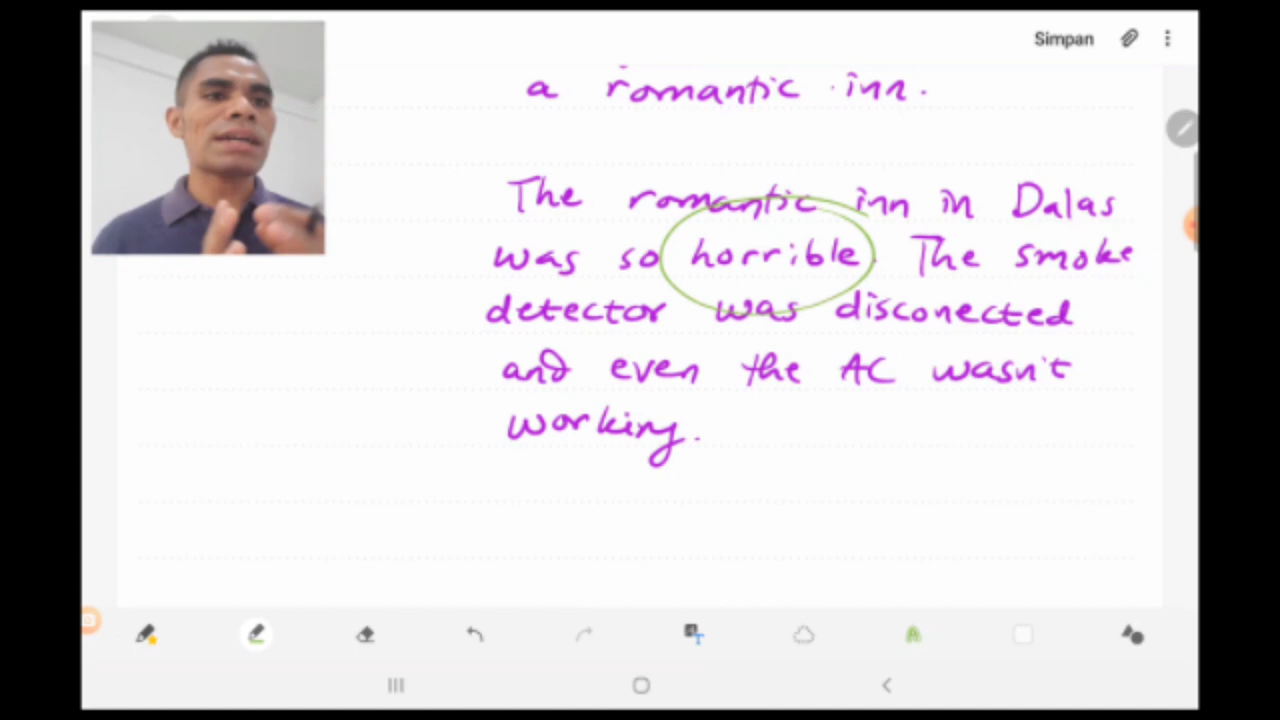 Simpan
a romantic inn.
The romantic inn in Dalas
was so horrible. The smoke
detector was disconected
and even the AC wasn't
working.